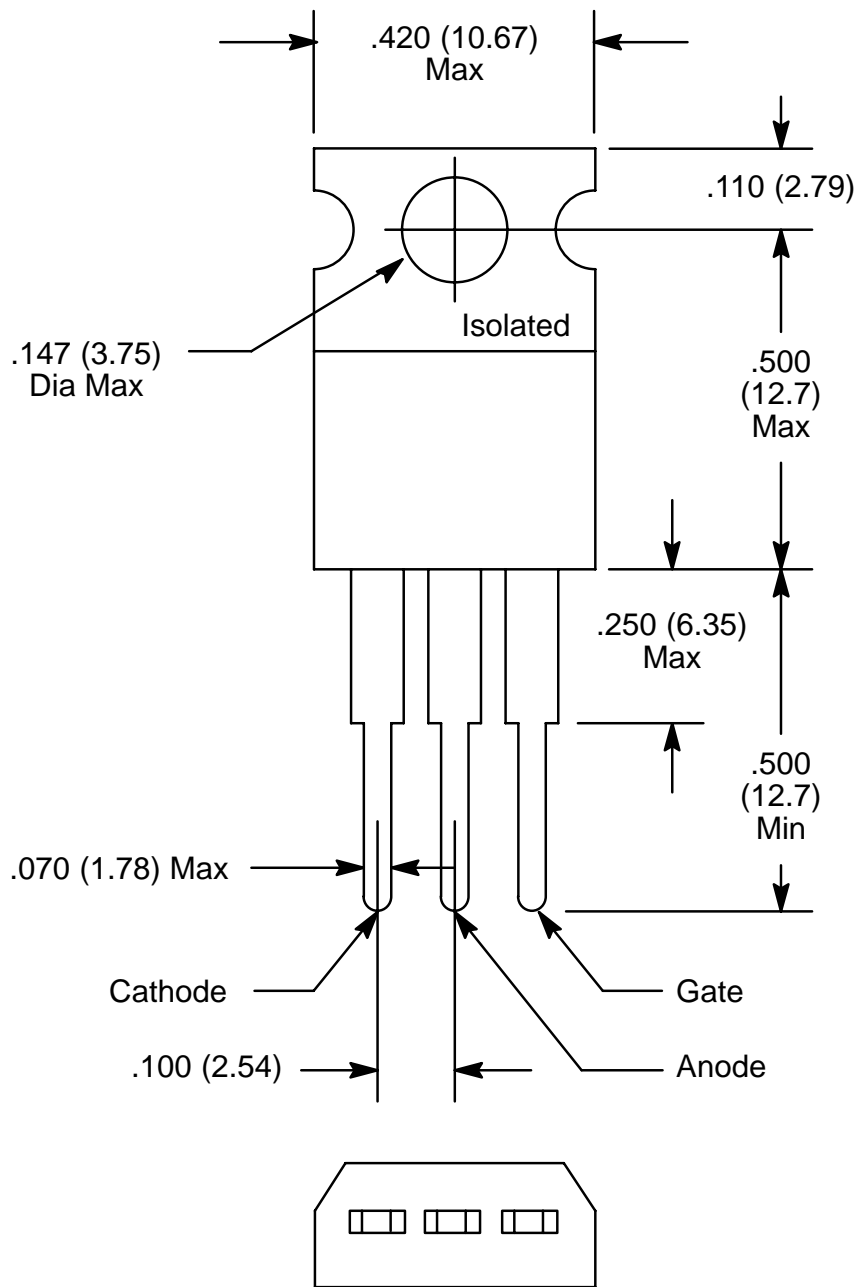 .420 (10.67)
Max
.110 (2.79)
Isolated
.147 (3.75)
Dia Max
.500
(12.7)
Max
.250 (6.35)
Max
.500
(12.7)
Min
.070 (1.78) Max
Cathode
Gate
.100 (2.54)
Anode